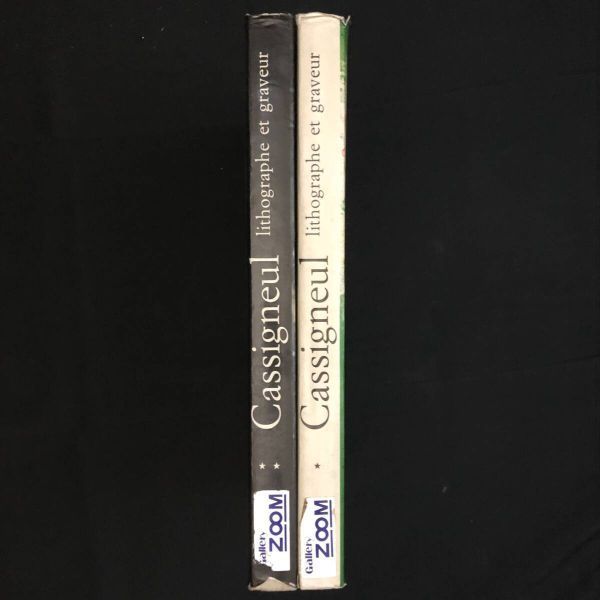 Cassigneul lithographe et graveur
★ ★
Gallery
ZOOM
Cassigneul lithographe et graveur
★
Gallery
ZOOM